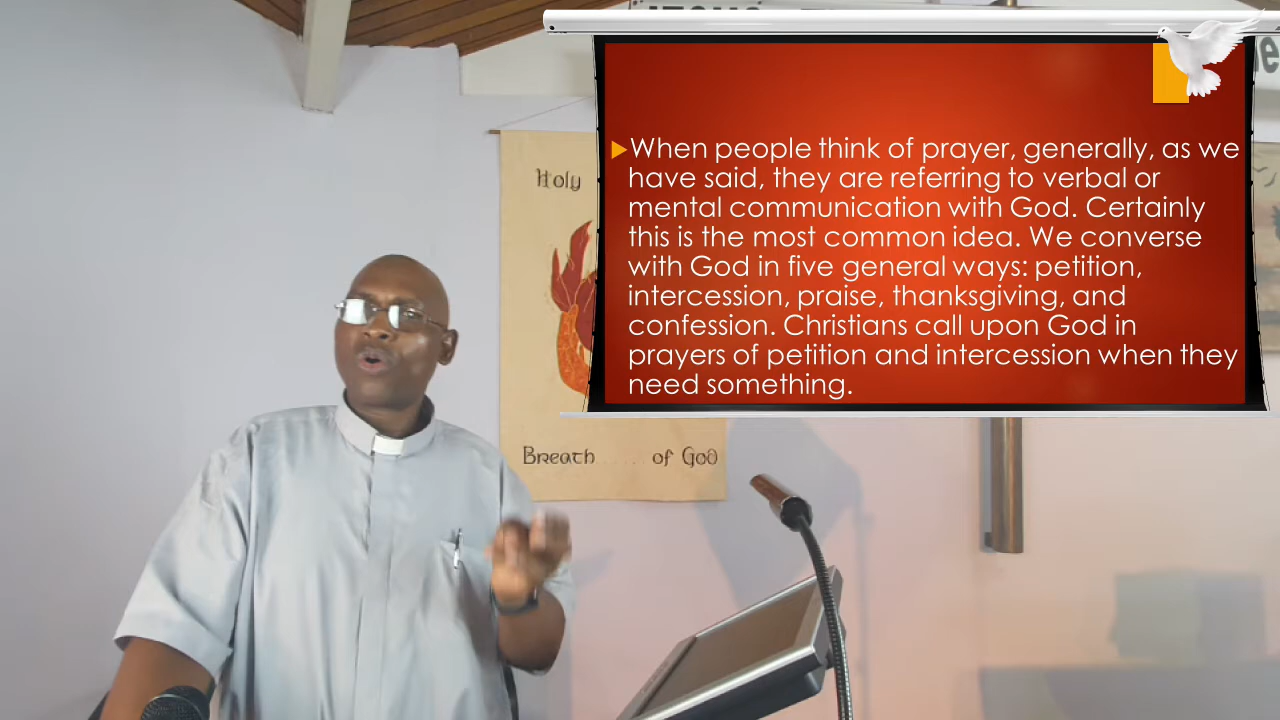 When people think of prayer, generally, as we
have said, they are referring to verbal or
mental communication with God. Certainly
this is the most common idea. We converse
with God in five general ways: petition,
intercession, praise, thanksgiving, and
confession. Christians call upon God in
prayers of petition and intercession when they
need something.
Holy
Breath ...... of God